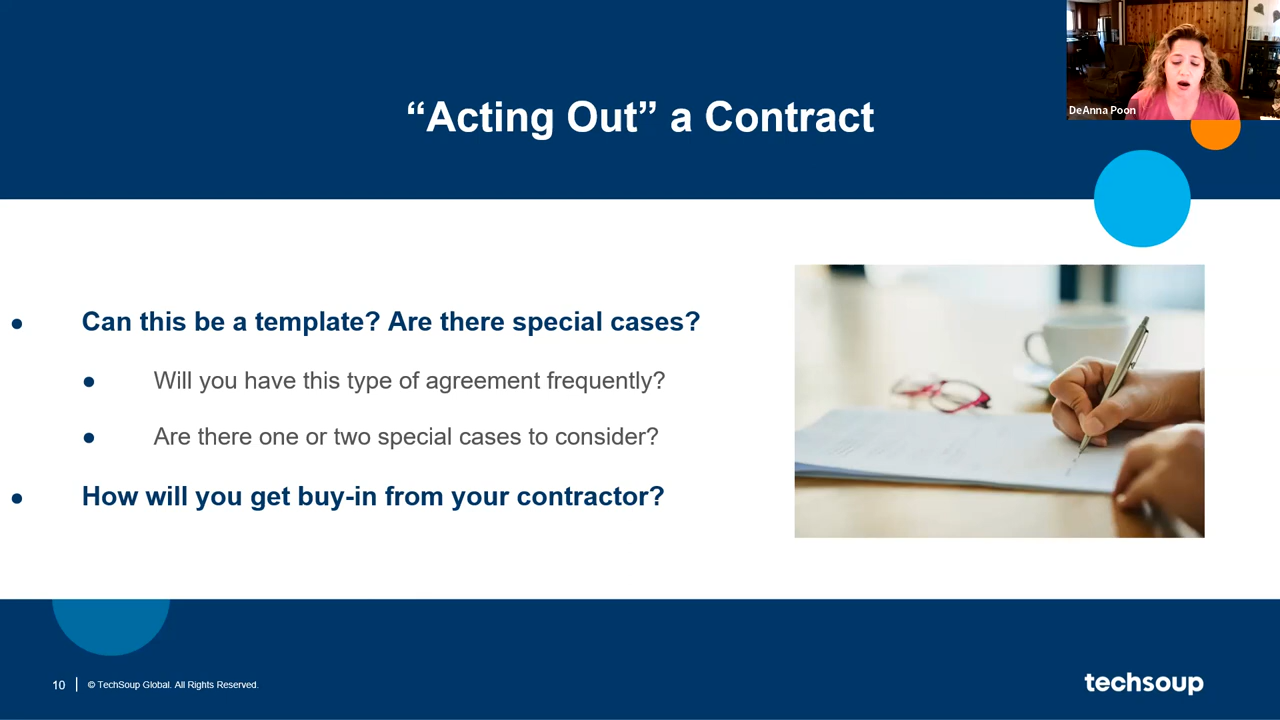 DeAnna Poon
“Acting Out” a Contract
● Can this be a template? Are there special cases?
● Will you have this type of agreement frequently?
● Are there one or two special cases to consider?
● How will you get buy-in from your contractor?
10 | © TechSoup Global. All Rights Reserved.
techsoup